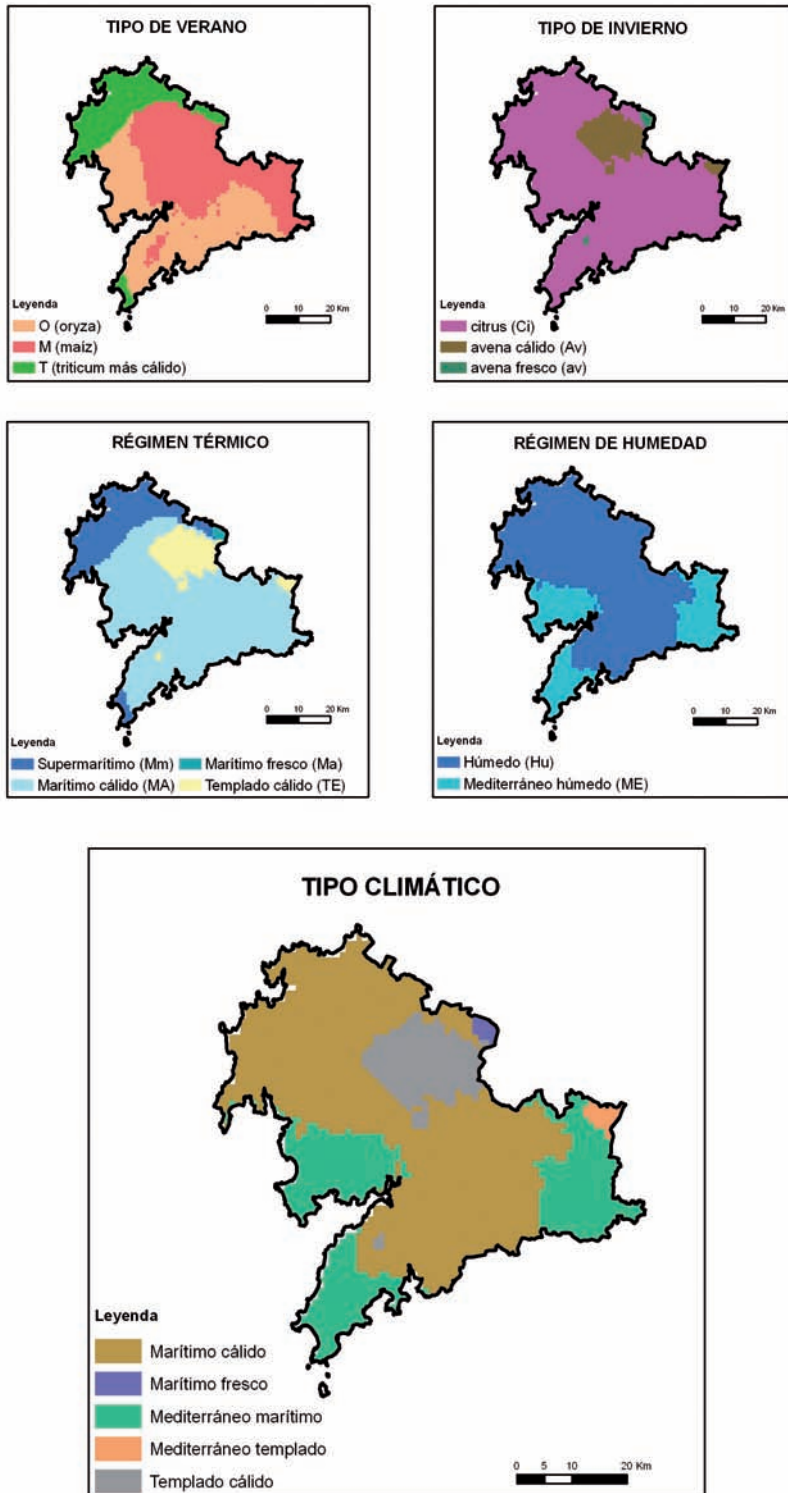 TIPO DE VERANO
Leyenda
O (oryza)
M (maíz)
T (triticum más cálido)
0 10 20 Km
TIPO DE INVIERNO
Leyenda
citrus (Ci)
avena cálido (Av)
avena fresco (av)
0 10 20 Km
RÉGIMEN TÉRMICO
Leyenda
Supermarítimo (Mm) Marítimo fresco (Ma)
Marítimo cálido (MA) Templado cálido (TE)
0 10 20 Km
RÉGIMEN DE HUMEDAD
Leyenda
Húmedo (Hu)
Mediterráneo húmedo (ME)
0 10 20 Km
TIPO CLIMÁTICO
Leyenda
Marítimo cálido
Marítimo fresco
Mediterráneo marítimo
Mediterráneo templado
Templado cálido
0 5 10 20 Km